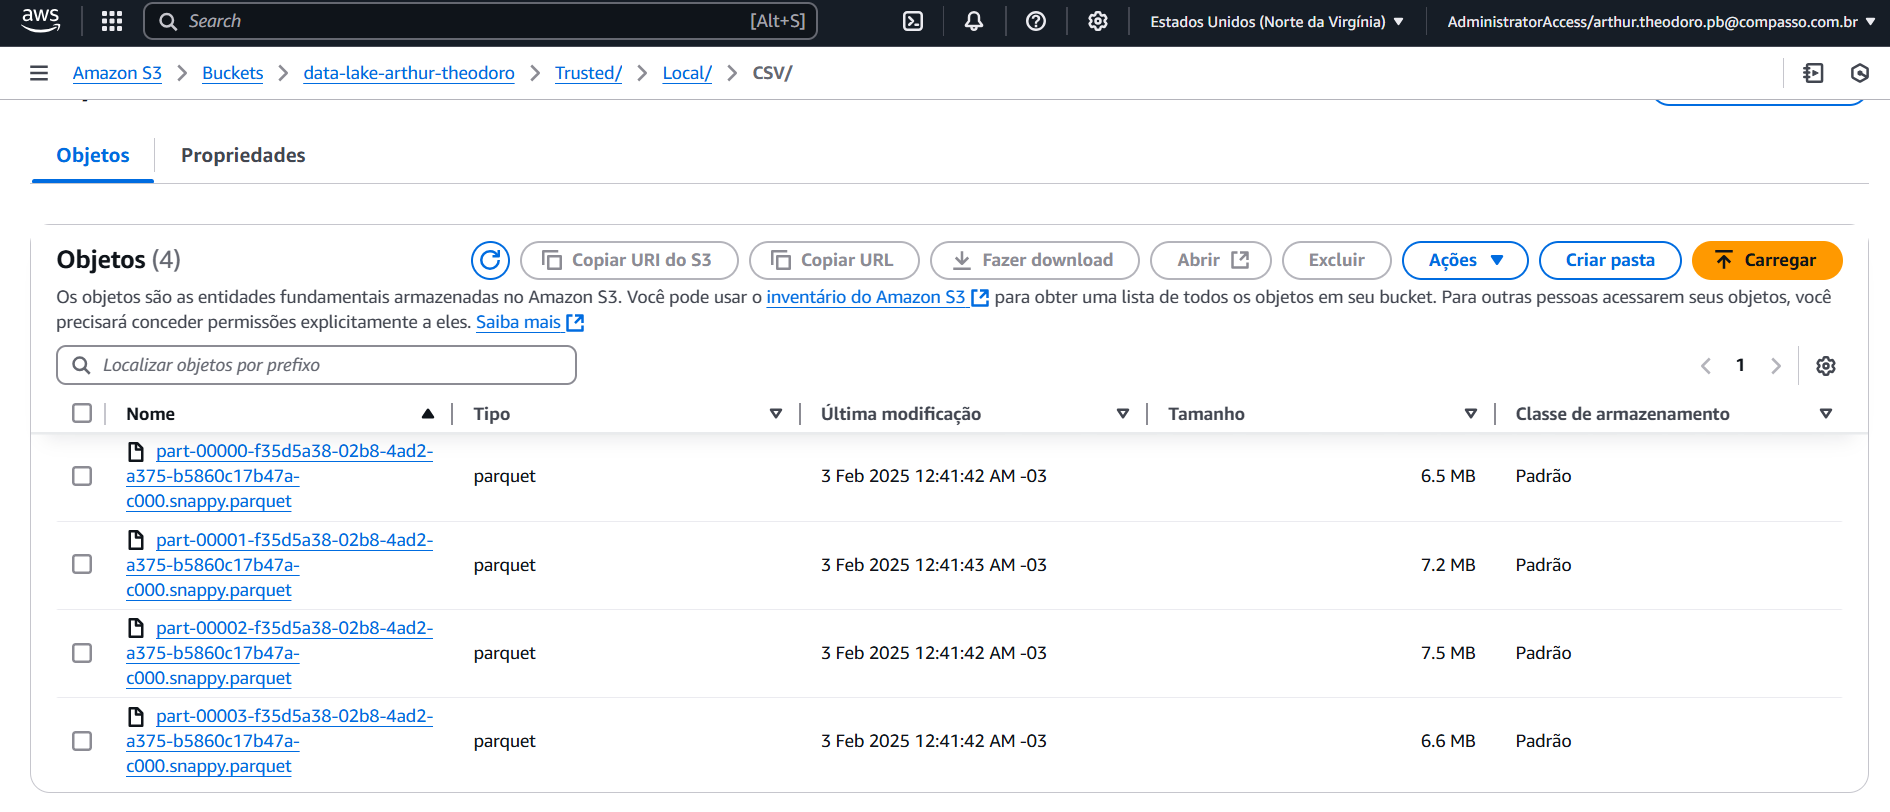 aws
Search [Alt+S]
Estados Unidos (Norte da Virgínia)
AdministratorAccess/arthur.theodoro.pb@compasso.com.br
Amazon S3 Buckets data-lake-arthur-theodoro Trusted/ Local/ CSV/
Objetos Propriedades
Objetos (4)
Copiar URI do S3
Copiar URL
Fazer download
Abrir
Excluir
Ações
Criar pasta
Carregar
Os objetos são as entidades fundamentais armazenadas no Amazon S3. Você pode usar o inventário do Amazon S3 para obter uma lista de todos os objetos em seu bucket. Para outras pessoas acessarem seus objetos, você
precisará conceder permissões explicitamente a eles. Saiba mais
Localizar objetos por prefixo
1
Nome Tipo Última modificação Tamanho Classe de armazenamento
part-00000-f35d5a38-02b8-4ad2-
a375-b5860c17b47a-
c000.snappy.parquet
parquet 3 Feb 2025 12:41:42 AM -03 6.5 MB Padrão
part-00001-f35d5a38-02b8-4ad2-
a375-b5860c17b47a-
c000.snappy.parquet
parquet 3 Feb 2025 12:41:43 AM -03 7.2 MB Padrão
part-00002-f35d5a38-02b8-4ad2-
a375-b5860c17b47a-
c000.snappy.parquet
parquet 3 Feb 2025 12:41:42 AM -03 7.5 MB Padrão
part-00003-f35d5a38-02b8-4ad2-
a375-b5860c17b47a-
c000.snappy.parquet
parquet 3 Feb 2025 12:41:42 AM -03 6.6 MB Padrão